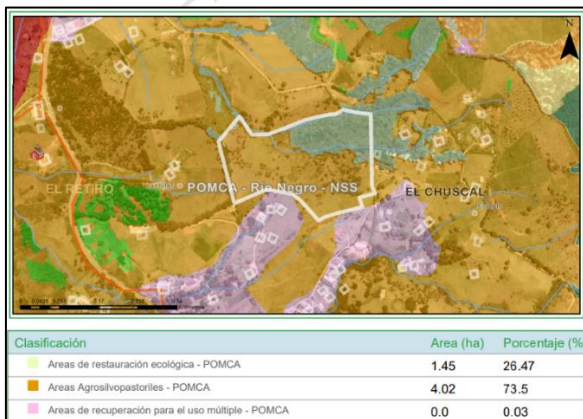 N
EL RETIRO
POMCA - Rio Negro - NSS
EL CHUSCAL
Clasificación Area (ha) Porcentaje (%
Areas de restauración ecológica - POMCA 1.45 26.47
Areas Agrosilvopastoriles - POMCA 4.02 73.5
Areas de recuperación para el uso múltiple - POMCA 0.0 0.03